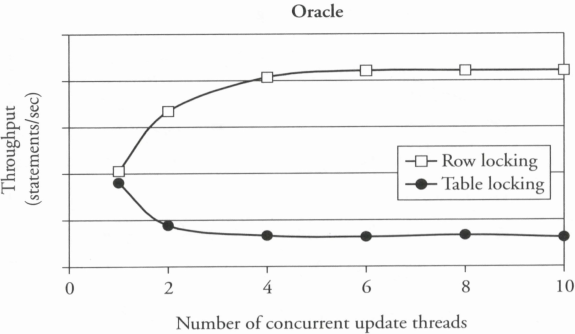 Oracle
Throughput
(statements/sec)
Row locking
Table locking
0 2 4 6 8 10
Number of concurrent update threads